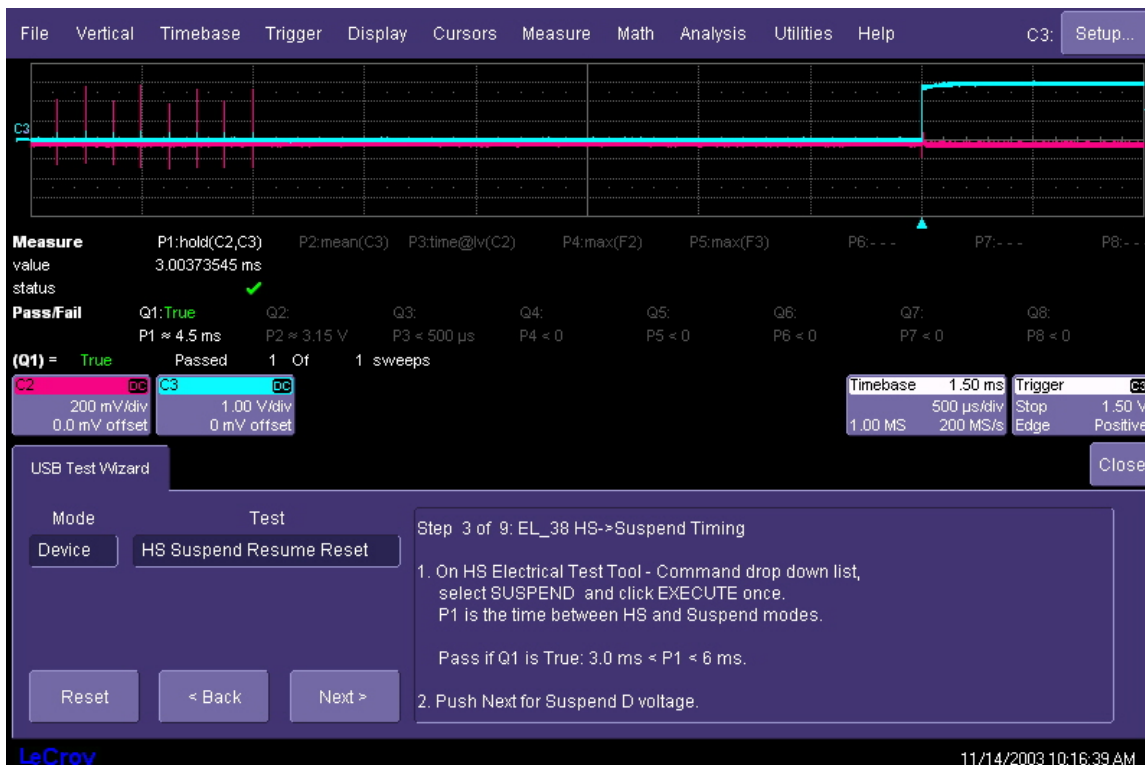 File Vertical Timebase Trigger Display Cursors Measure Math Analysis Utilities Help C3: Setup...
C3
Measure P1:hold(C2,C3) P2:mean(C3) P3:time@lv(C2) P4:max(F2) P5:max(F3) P6:- - - P7:- - - P8:- -
value 3.00373545 ms
status
Pass/Fail Q1:True Q2: Q3: Q4: Q5: Q6: Q7: Q8:
P1 ≈ 4.5 ms P2 ≈ 3.15 V P3 < 500 µs P4 < 0 P5 < 0 P6 < 0 P7 < 0 P8 < 0
(Q1) = True Passed 1 Of 1 sweeps
C2 DC C3 DC Timebase 1.50 ms Trigger C3
200 mV/div 1.00 V/div 500 µs/div Stop 1.50 V
0.0 mV offset 0 mV offset 1.00 MS 200 MS/s Edge Positive
USB Test Wizard Close
Mode Test
Device HS Suspend Resume Reset
Step 3 of 9: EL_38 HS->Suspend Timing
1. On HS Electrical Test Tool - Command drop down list,
select SUSPEND and click EXECUTE once.
P1 is the time between HS and Suspend modes.
Pass if Q1 is True: 3.0 ms < P1 < 6 ms.
2. Push Next for Suspend D voltage.
Reset < Back Next >
LeCroy 11/14/2003 10:16:39 AM